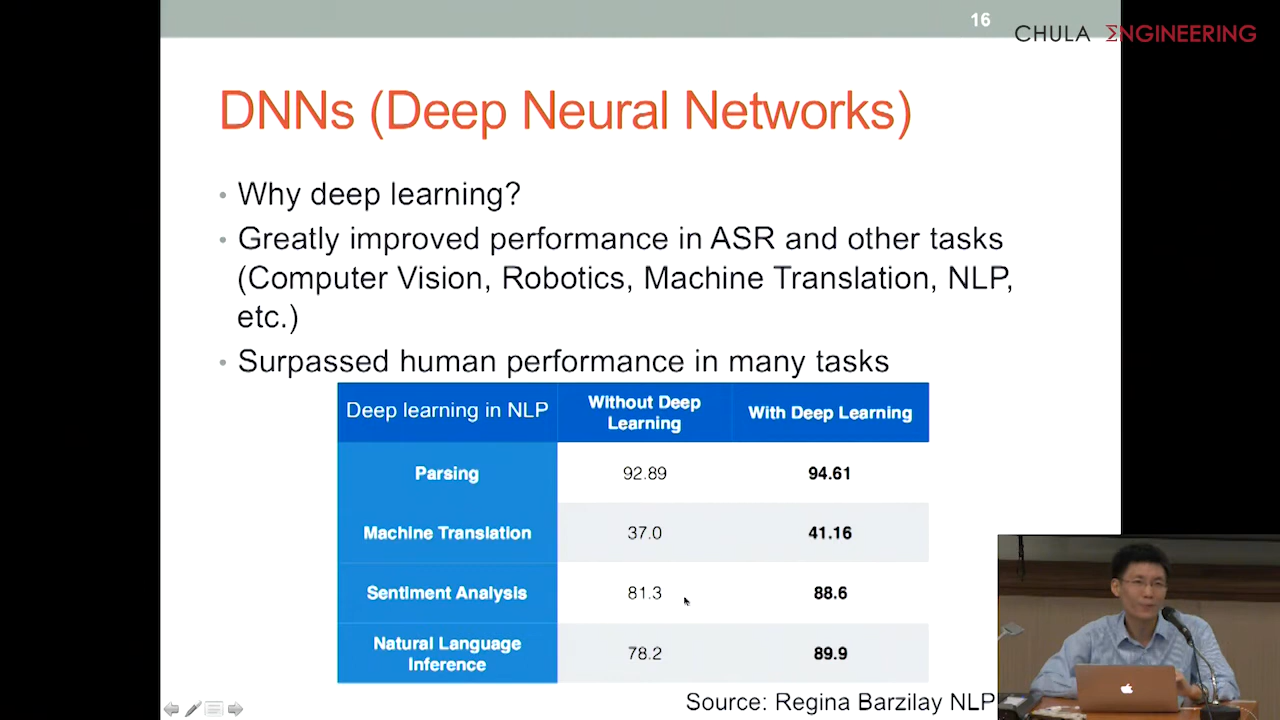 16
CHULA ΣNGINEERING
DNNs (Deep Neural Networks)
• Why deep learning?
• Greatly improved performance in ASR and other tasks
(Computer Vision, Robotics, Machine Translation, NLP,
etc.)
• Surpassed human performance in many tasks
Deep learning in NLP Without Deep Learning With Deep Learning
Parsing 92.89 94.61
Machine Translation 37.0 41.16
Sentiment Analysis 81.3 88.6
Natural Language Inference 78.2 89.9
Source: Regina Barzilay NLP